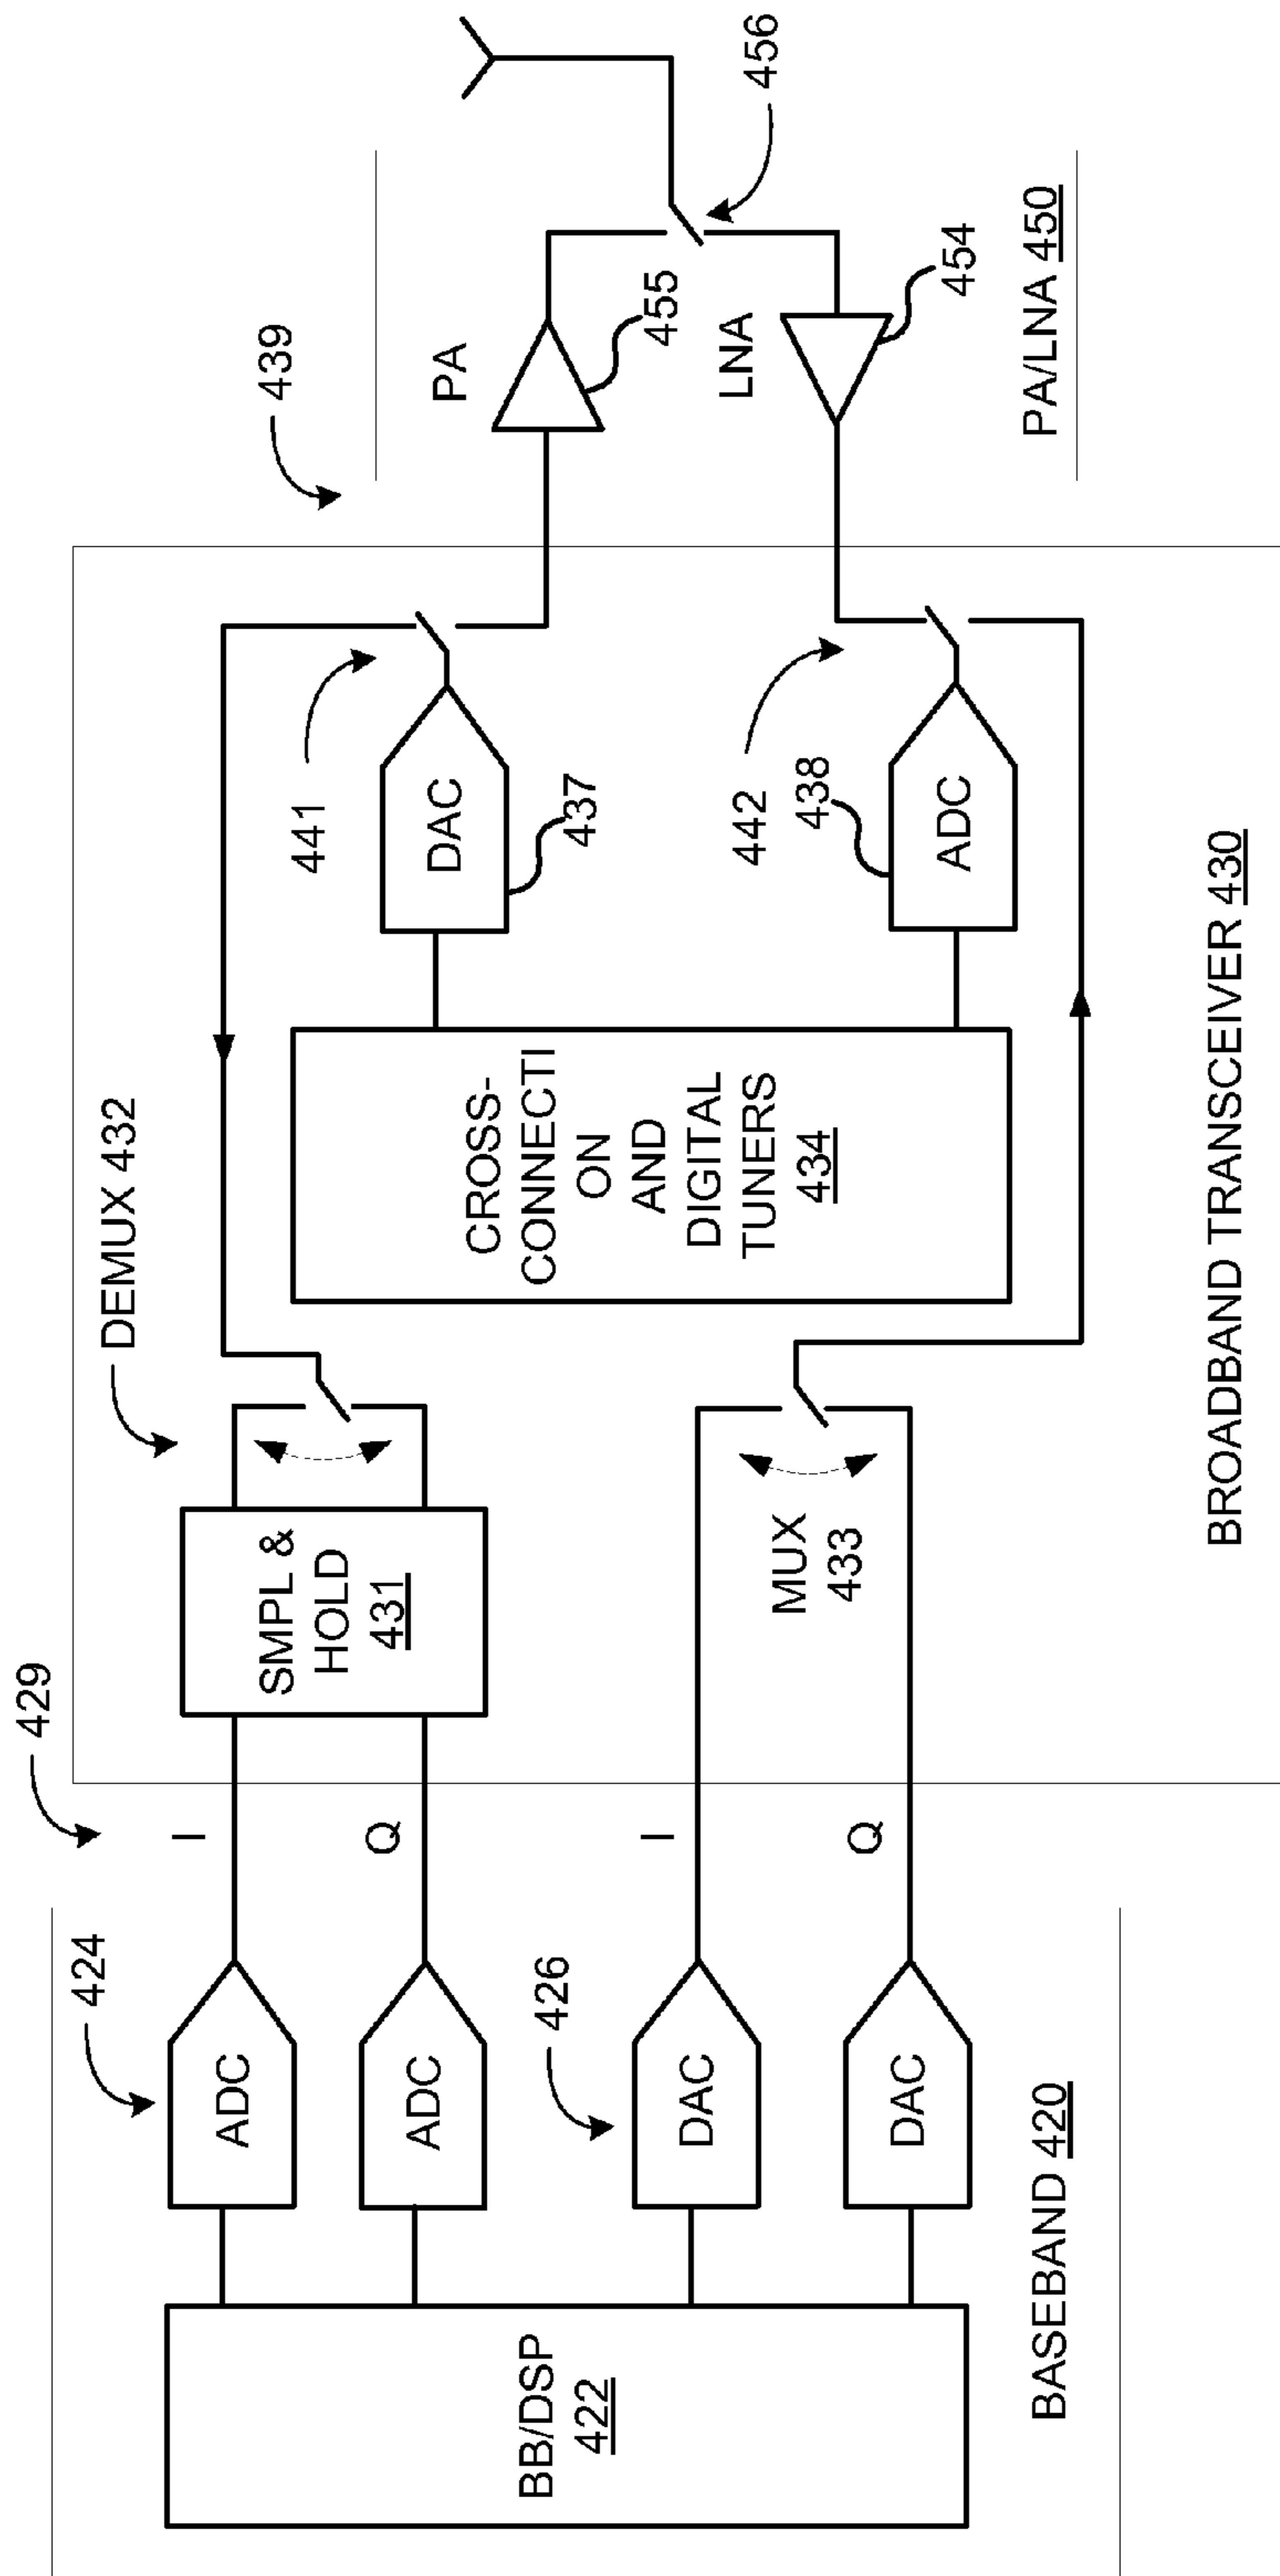 429
424
ADC
I
ADC
Q
426
DAC
I
DAC
Q
BB/DSP
422
BASEBAND 420
DEMUX 432
SMPL &
HOLD
431
MUX
433
CROSS-
CONNECTI
ON
AND
DIGITAL
TUNERS
434
441
DAC
437
442
438
ADC
BROADBAND TRANSCEIVER 430
439
PA
455
LNA
454
456
PA/LNA 450